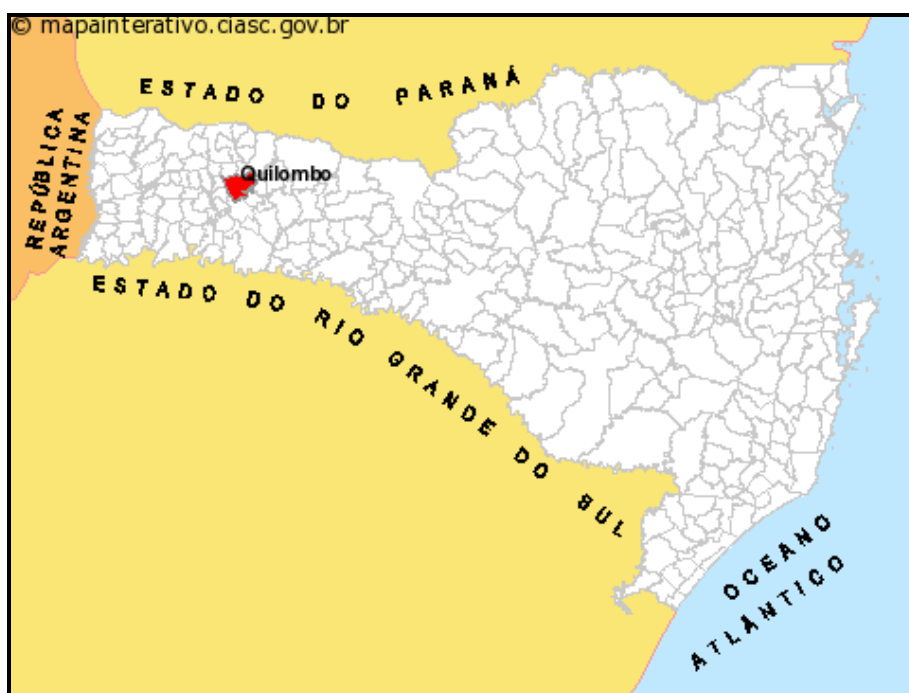 © mapainterativo.ciasc.gov.br
ESTADO DO PARANÁ
REPÚBLICA
ARGENTINA
Quilombo
ESTADO DO RIO GRANDE DO SUL
OCEANO
ATLÂNTICO